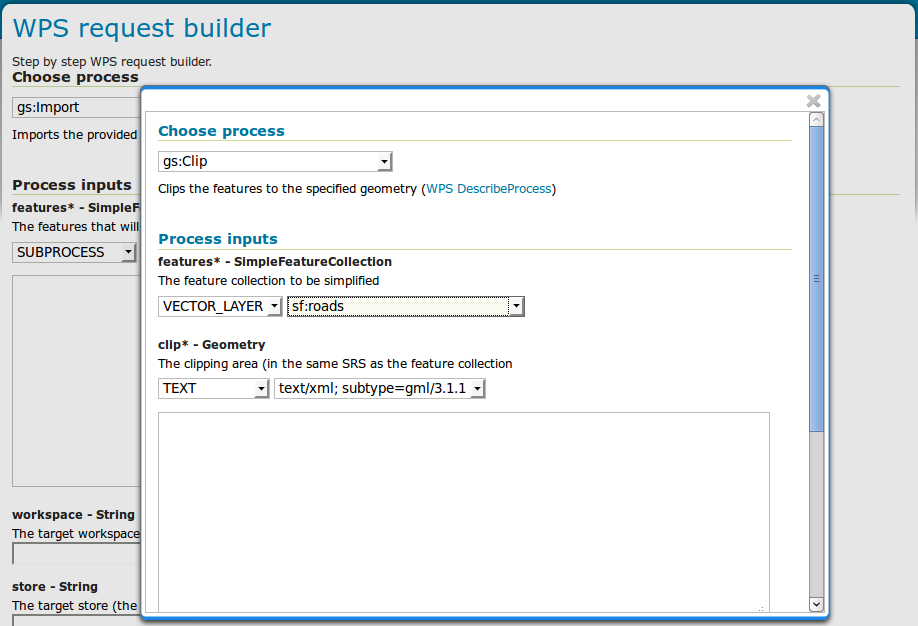 WPS request builder
Step by step WPS request builder.
Choose process
gs:Import
Imports the provided
Process inputs
features* - SimpleF
The features that will
SUBPROCESS
workspace - String
The target workspace
store - String
The target store (the
Choose process
gs:Clip
Clips the features to the specified geometry (WPS DescribeProcess)
Process inputs
features* - SimpleFeatureCollection
The feature collection to be simplified
VECTOR_LAYER sf:roads
clip* - Geometry
The clipping area (in the same SRS as the feature collection
TEXT text/xml; subtype=gml/3.1.1